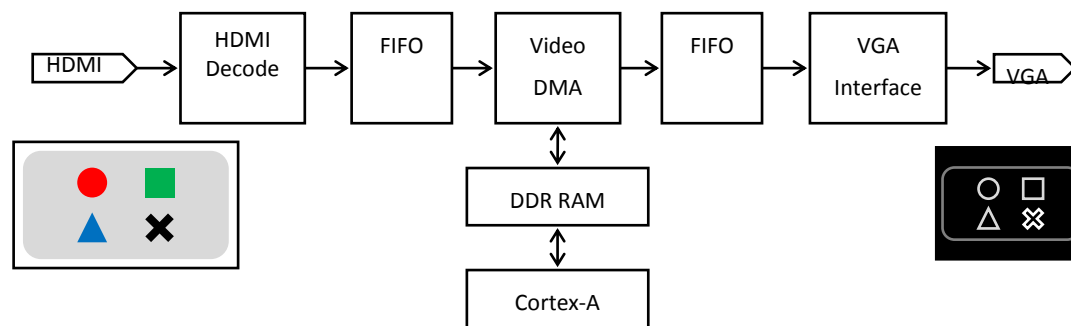 HDMI
HDMI
Decode
FIFO
Video
DMA
FIFO
VGA
Interface
VGA
DDR RAM
Cortex-A